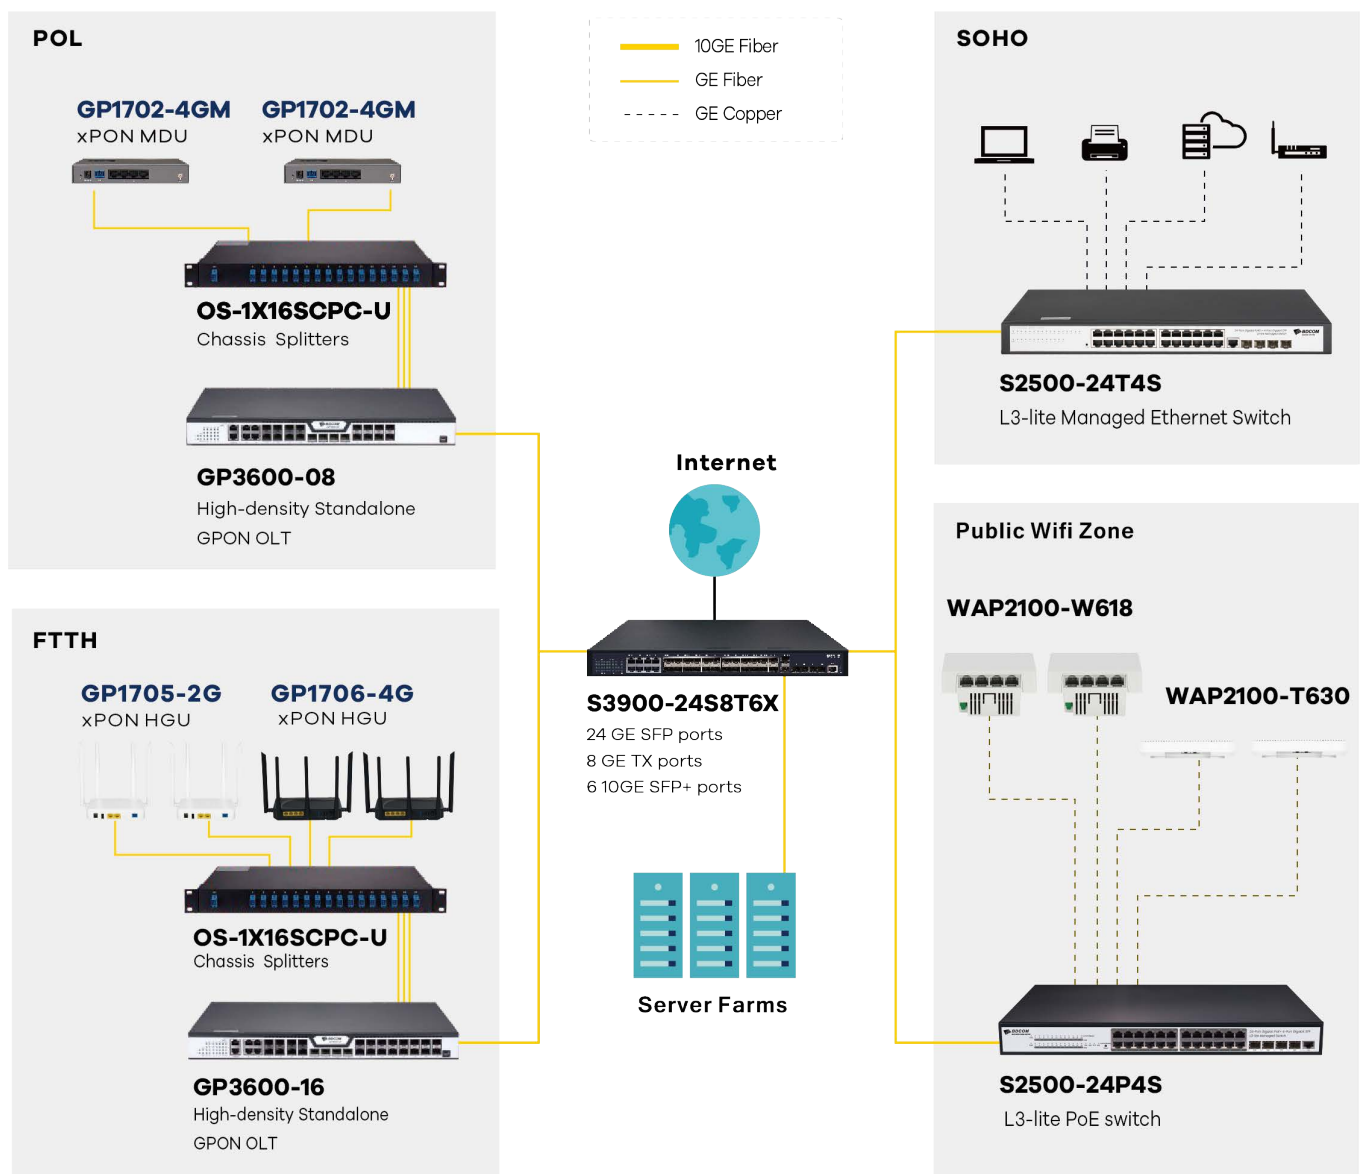 POL
GP1702-4GM
xPON MDU
GP1702-4GM
xPON MDU
OS-1X16SCPC-U
Chassis Splitters
GP3600-08
High-density Standalone
GPON OLT
10GE Fiber
GE Fiber
GE Copper
SOHO
BDCOM
S2500-24T4S
L3-lite Managed Ethernet Switch
Internet
S3900-24S8T6X
24 GE SFP ports
8 GE TX ports
6 10GE SFP+ ports
Server Farms
FTTH
GP1705-2G
xPON HGU
GP1706-4G
xPON HGU
OS-1X16SCPC-U
Chassis Splitters
BDCOM
GP3600-16
High-density Standalone
GPON OLT
Public Wifi Zone
WAP2100-W618
WAP2100-T630
BDCOM
S2500-24P4S
L3-lite PoE switch